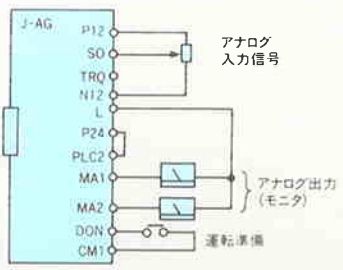 J-AG
P12
SO
TRQ
N12
L
P24
PLC2
MA1
MA2
DON
CM1
アナログ
入力信号
アナログ出力
(モニタ)
運転準備